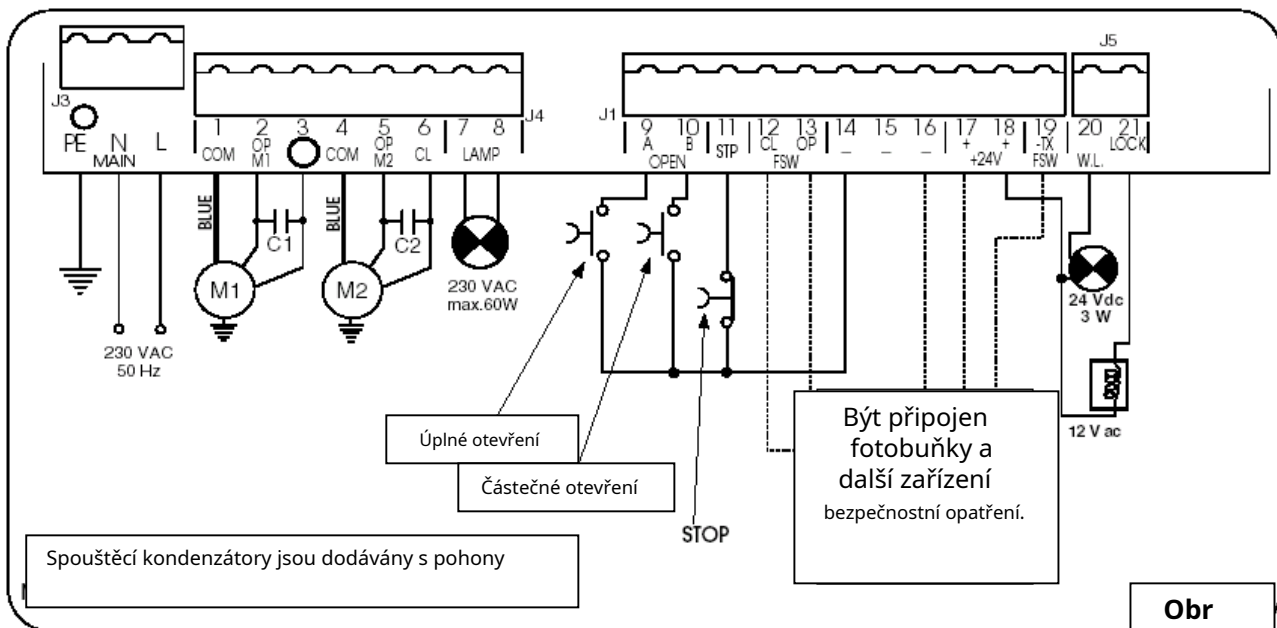 J5
J3
J4
J1
PE N L
MAIN
1 2 3 4 5 6 7 8
COM OP M1 COM OP M2 CL LAMP
9 10 11 12 13 14 15 16 17 18 19 20 21
A B STP CL OP _ _ _ + + -TX LOCK
OPEN FSW +24V FSW W.L.
BLUE
BLUE
C1
C2
M1
M2
230 VAC
max.60W
230 VAC
50 Hz
24 Vdc
3 W
12 V ac
Úplné otevření
Částečné otevření
STOP
Být připojen
fotobuňky a
další zařízení
bezpečnostní opatření.
Spouštěcí kondenzátory jsou dodávány s pohony
Obr